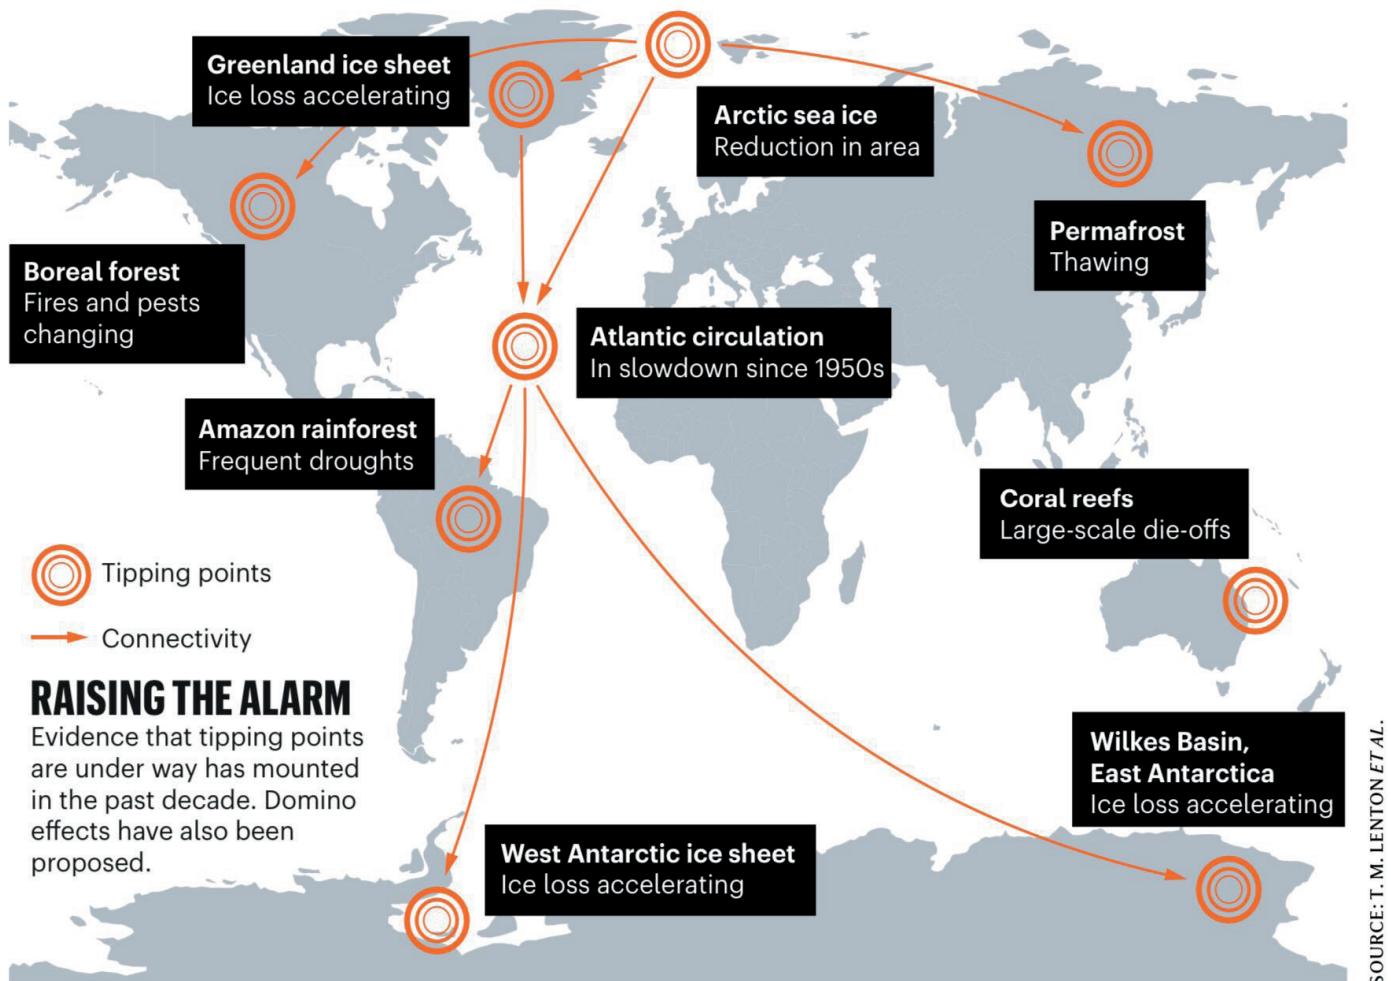 Greenland ice sheet
Ice loss accelerating
Arctic sea ice
Reduction in area
Permafrost
Thawing
Boreal forest
Fires and pests
changing
Atlantic circulation
In slowdown since 1950s
Amazon rainforest
Frequent droughts
Coral reefs
Large-scale die-offs
Tipping points
Connectivity
RAISING THE ALARM
Evidence that tipping points
are under way has mounted
in the past decade. Domino
effects have also been
proposed.
Wilkes Basin,
East Antarctica
Ice loss accelerating
West Antarctic ice sheet
Ice loss accelerating
SOURCE: T. M. LENTON ET AL.